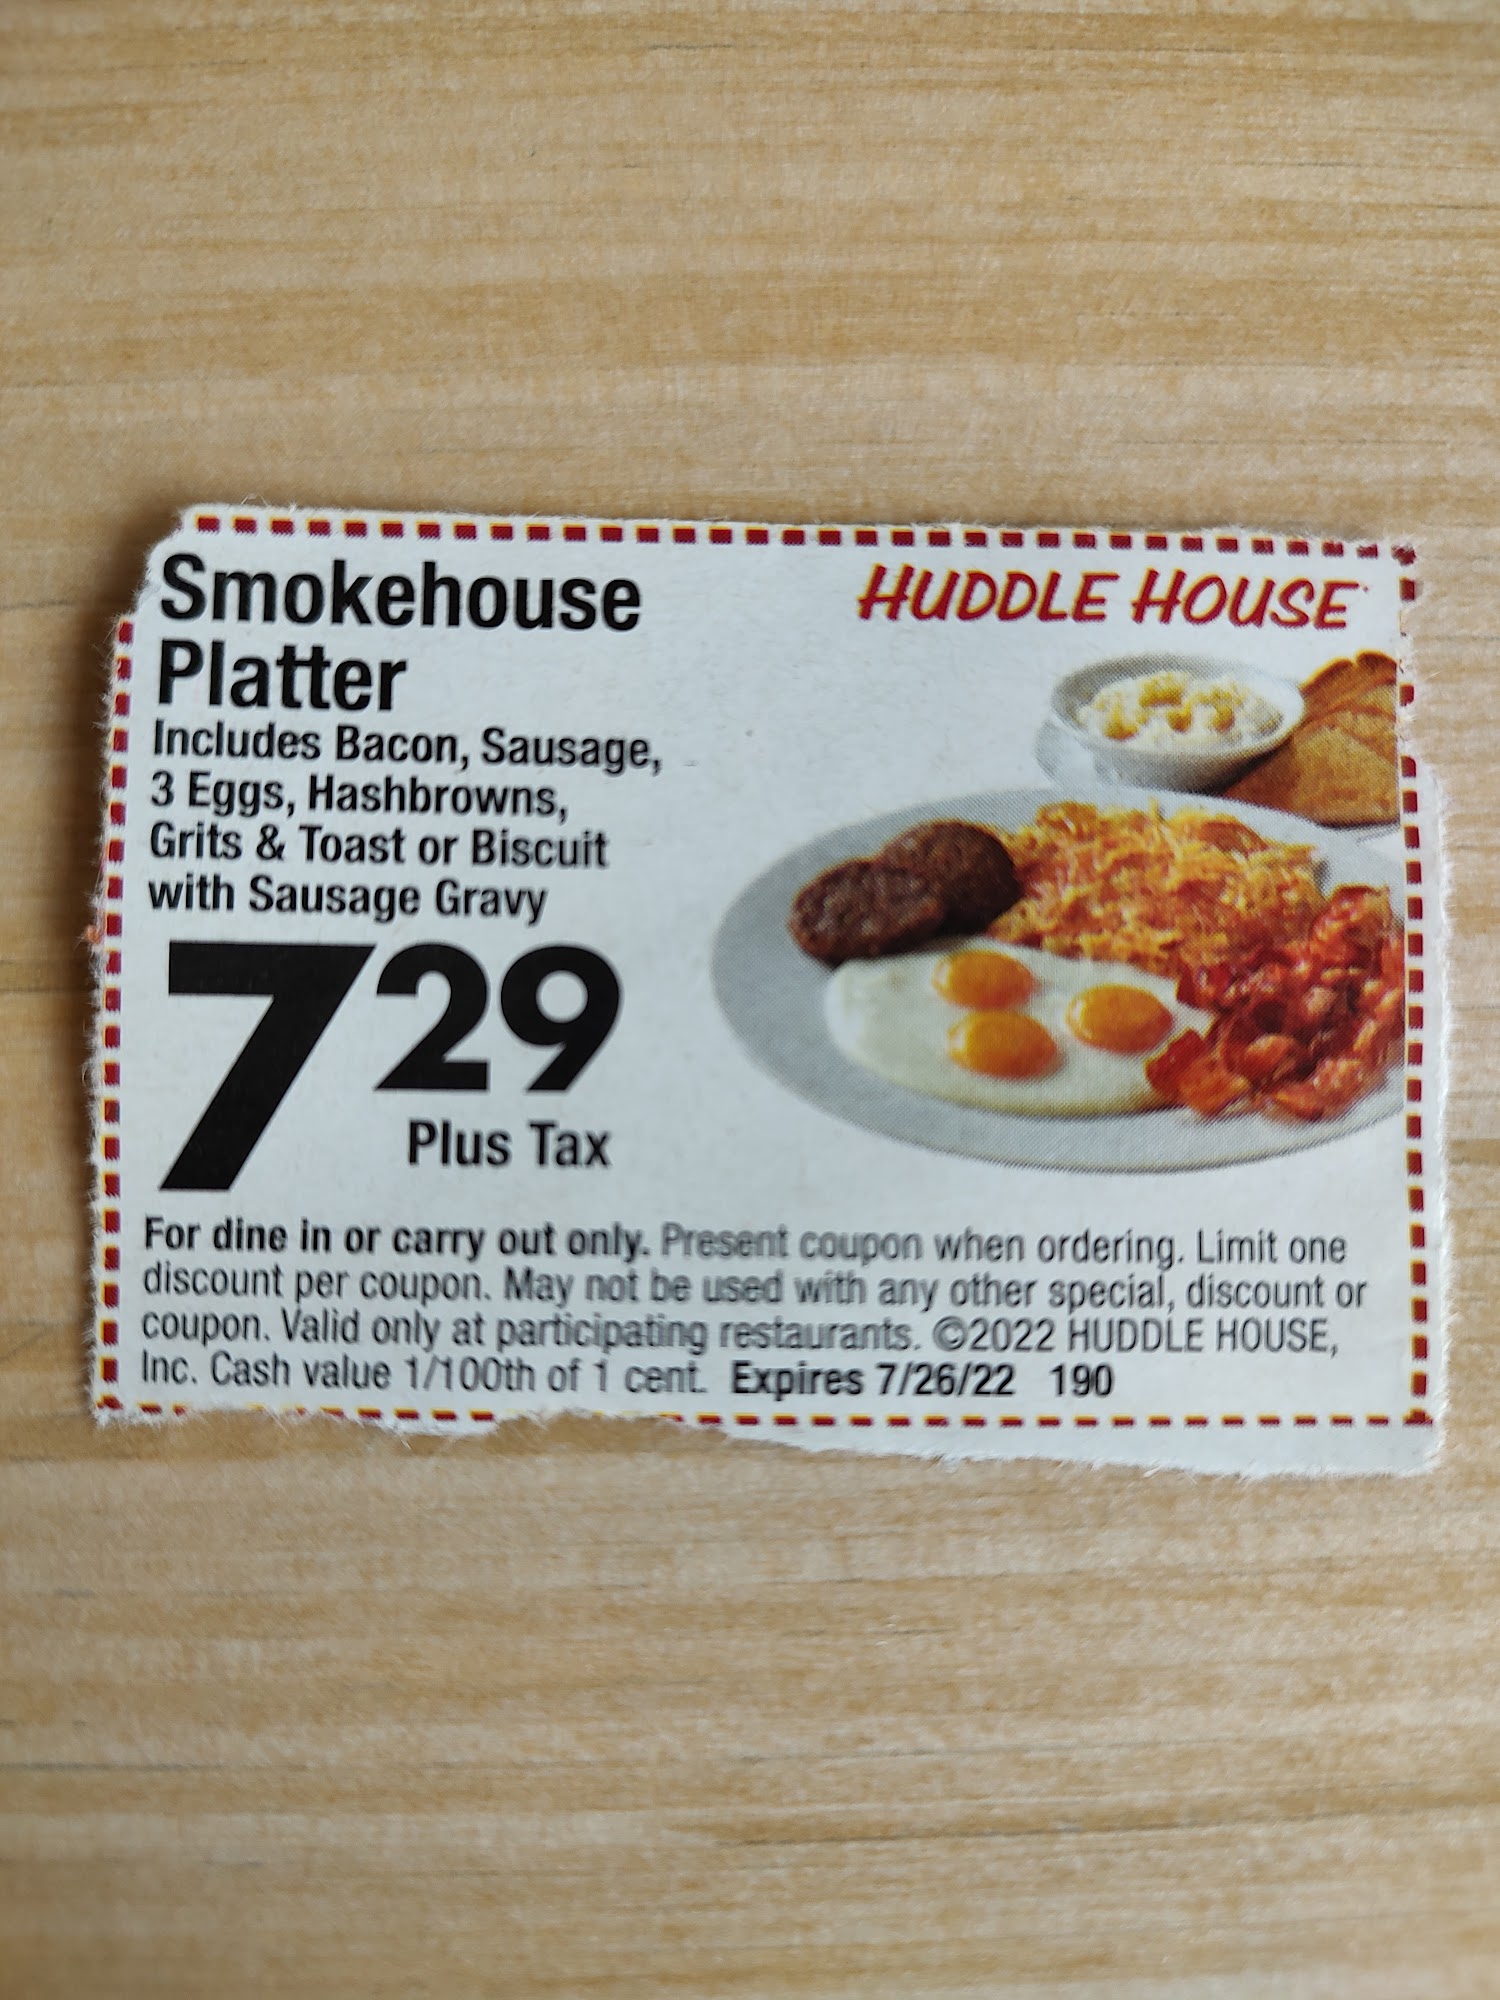 Smokehouse
Platter
HUDDLE HOUSE
Includes Bacon, Sausage,
3 Eggs, Hashbrowns,
Grits & Toast or Biscuit
with Sausage Gravy
7 29
Plus Tax
For dine in or carry out only. Present coupon when ordering. Limit one
discount per coupon. May not be used with any other special, discount or
coupon. Valid only at participating restaurants. ©2022 HUDDLE HOUSE,
Inc. Cash value 1/100th of 1 cent. Expires 7/26/22 190